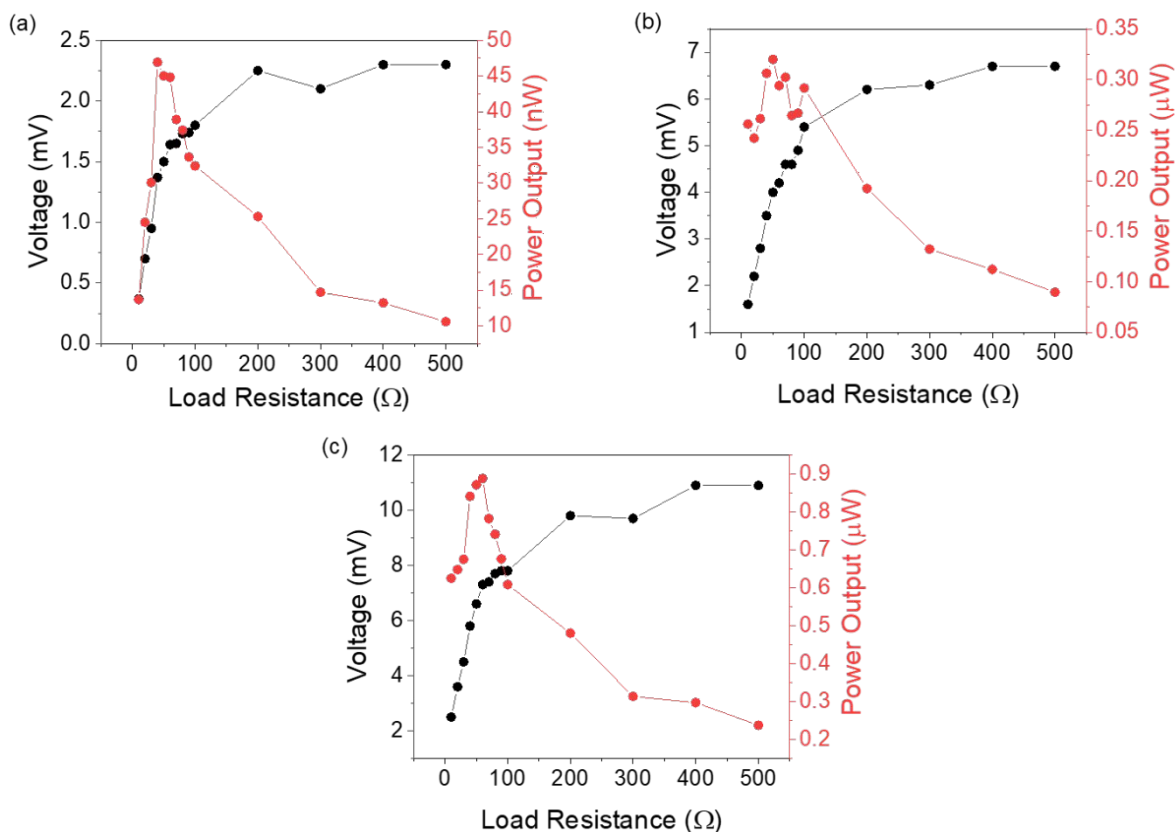 (a)
2.5
2.0
1.5
1.0
0.5
0.0
Voltage (mV)
50
45
40
35
30
25
20
15
10
Power Output (nW)
0 100 200 300 400 500
Load Resistance (Ω)
(b)
7
6
5
4
3
2
1
Voltage (mV)
0.35
0.30
0.25
0.20
0.15
0.10
0.05
Power Output (μW)
0 100 200 300 400 500
Load Resistance (Ω)
(c)
12
10
8
6
4
2
Voltage (mV)
0.9
0.8
0.7
0.6
0.5
0.4
0.3
0.2
Power Output (μW)
0 100 200 300 400 500
Load Resistance (Ω)